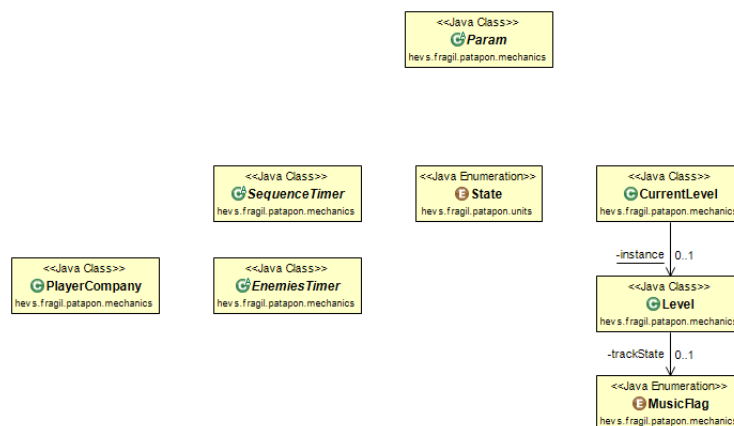 <<Java Class>>
Param
hevs.fragil.patapon.mechanics
<<Java Class>>
SequenceTimer
hevs.fragil.patapon.mechanics
<<Java Enumeration>>
State
hevs.fragil.patapon.units
<<Java Class>>
CurrentLevel
hevs.fragil.patapon.mechanics
-instance 0..1
<<Java Class>>
PlayerCompany
hevs.fragil.patapon.mechanics
<<Java Class>>
EnemiesTimer
hevs.fragil.patapon.mechanics
<<Java Class>>
Level
hevs.fragil.patapon.mechanics
-trackState 0..1
<<Java Enumeration>>
MusicFlag
hevs.fragil.patapon.mechanics